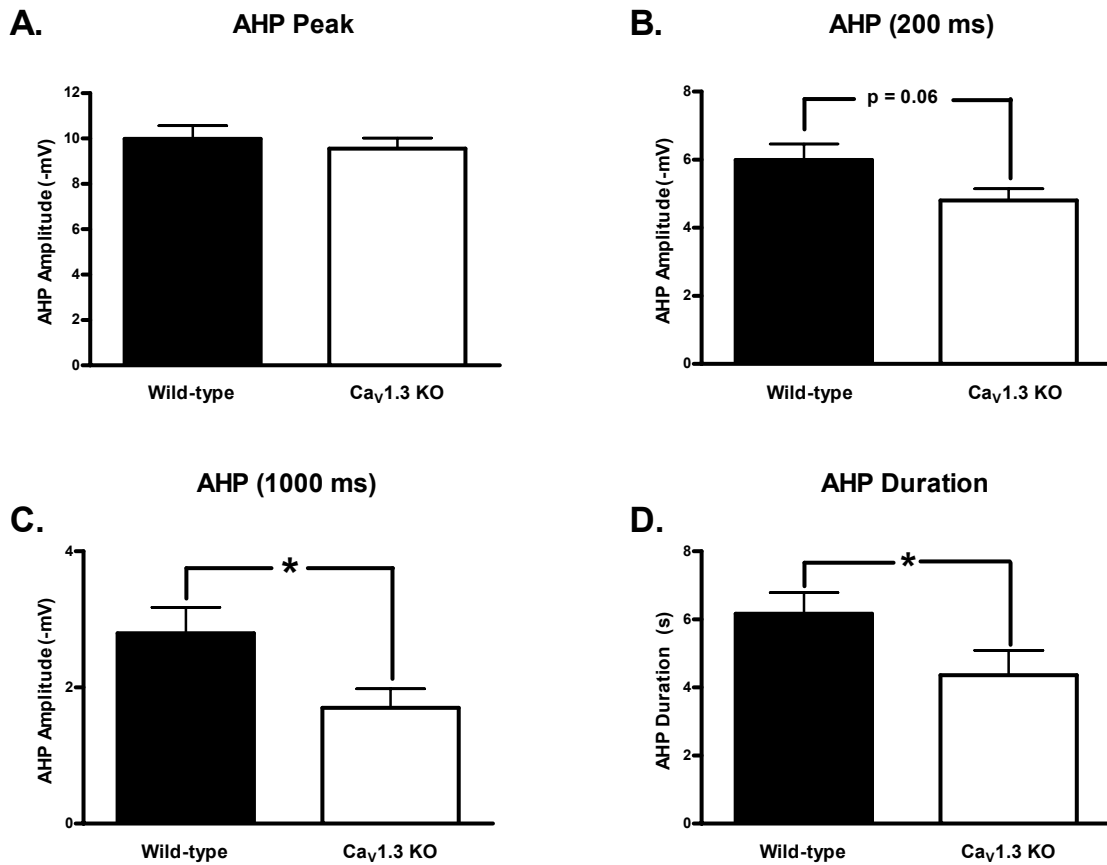 A.
AHP Peak
AHP Amplitude (-mV)
12
10
8
6
4
2
0
Wild-type
CaV1.3 KO
B.
AHP (200 ms)
p = 0.06
AHP Amplitude (-mV)
8
6
4
2
0
Wild-type
CaV1.3 KO
C.
AHP (1000 ms)
*
AHP Amplitude (-mV)
4
2
0
Wild-type
CaV1.3 KO
D.
AHP Duration
*
AHP Duration (s)
8
6
4
2
0
Wild-type
CaV1.3 KO